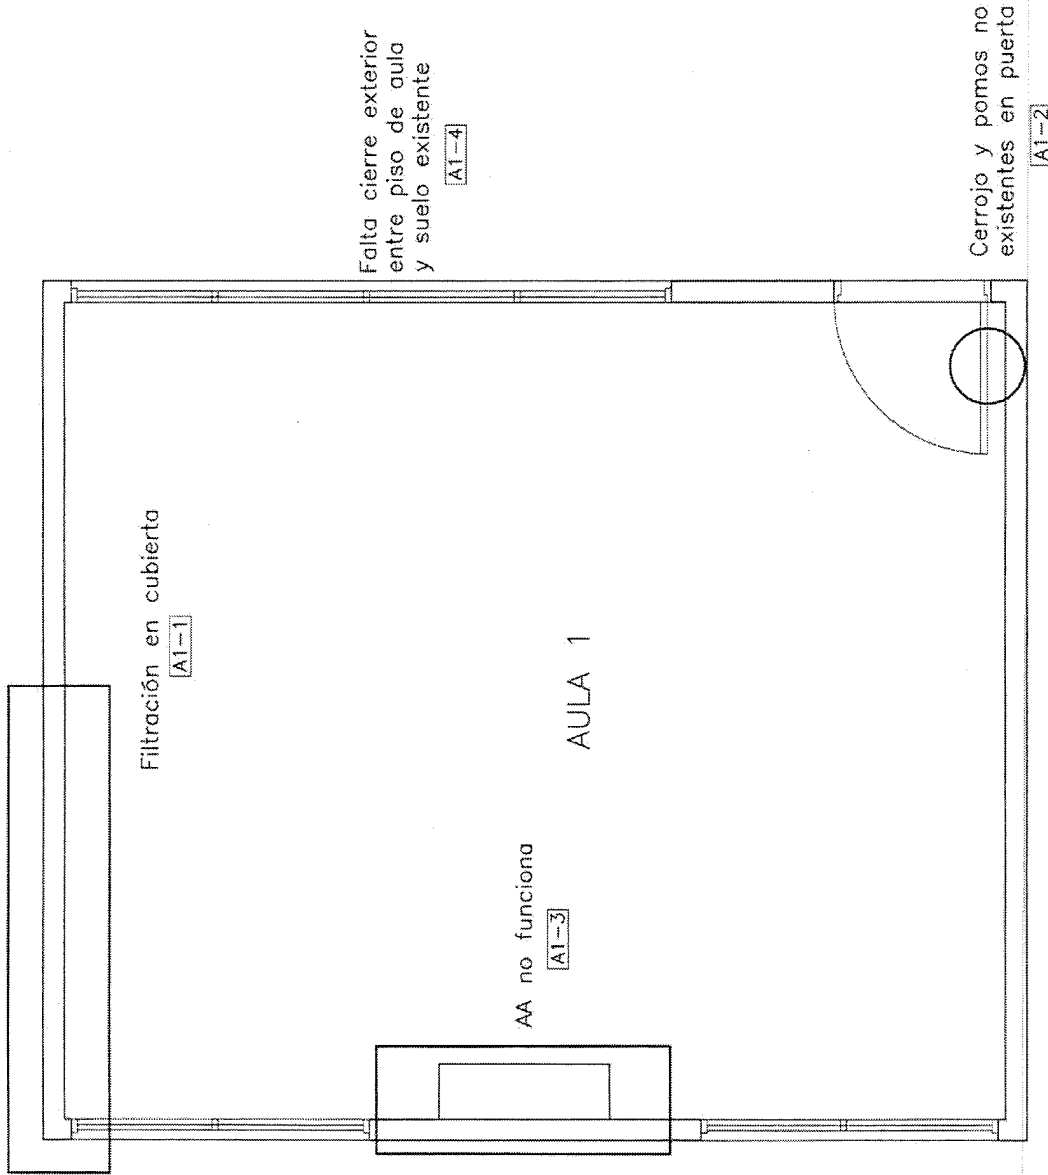 Falta cierre exterior
entre piso de aula
y suelo existente
A1-4
Cerrojo y pomos no
existentes en puerta
A1-2
Filtración en cubierta
A1-1
AULA 1
AA no funciona
A1-3